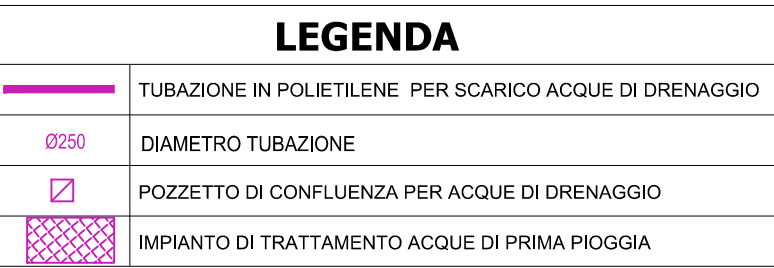 LEGENDA
TUBAZIONE IN POLIETILENE PER SCARICO ACQUE DI DRENAGGIO
Ø250 DIAMETRO TUBAZIONE
POZZETTO DI CONFLUENZA PER ACQUE DI DRENAGGIO
IMPIANTO DI TRATTAMENTO ACQUE DI PRIMA PIOGGIA